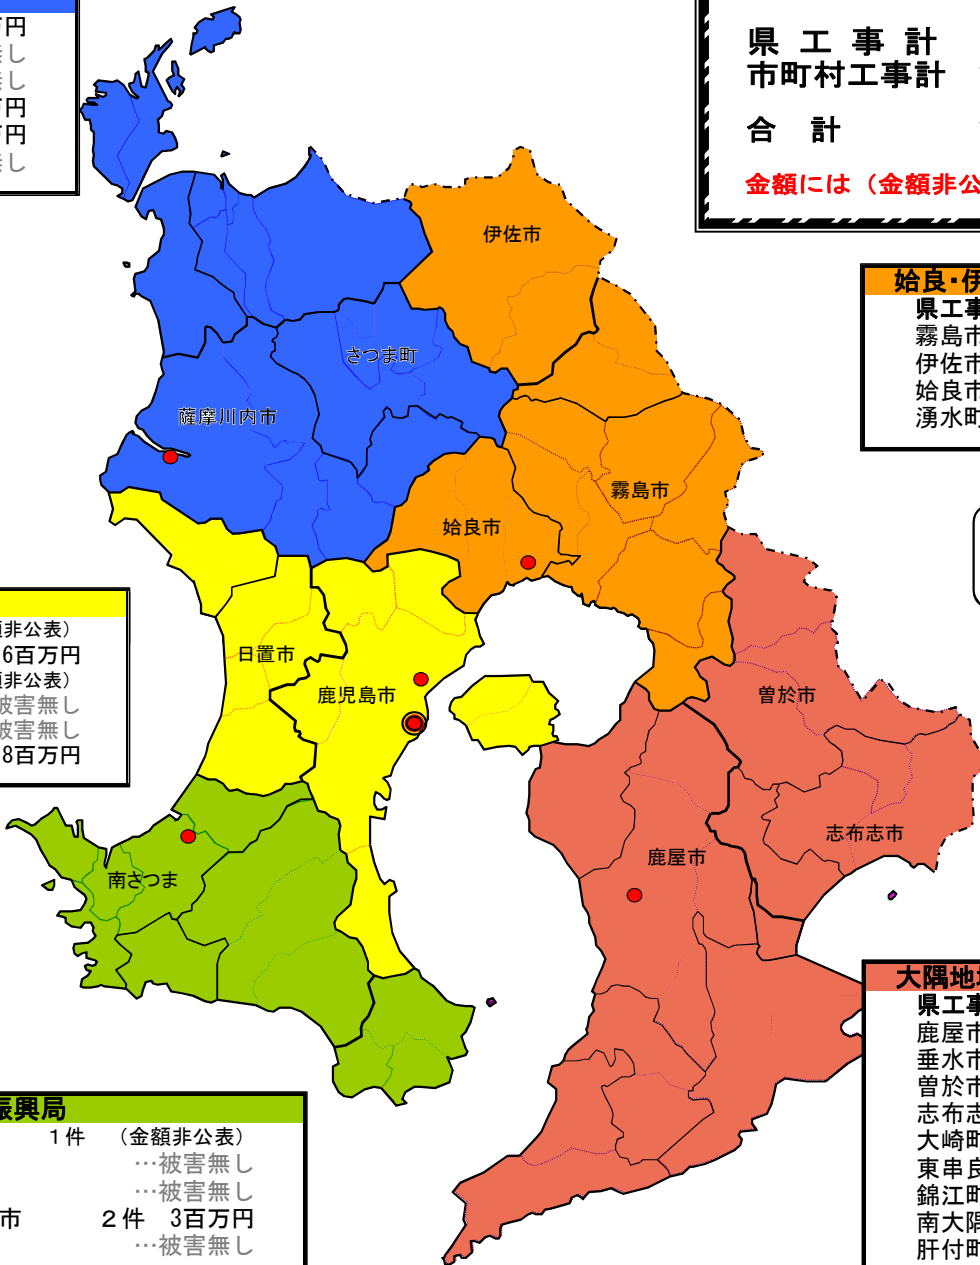 万円
無し
無し
万円
万円
無し
県 工 事 計
市町村工事計
合 計
金額には（金額非公
伊佐市
さつま町
薩摩川内市
霧島市
姶良市
姶良・伊
県工事
霧島市
伊佐市
姶良市
湧水町
額非公表）
6百万円
額非公表）
被害無し
被害無し
8百万円
日置市
鹿児島市
曽於市
志布志市
鹿屋市
南さつま
大隅地
県工事
鹿屋市
垂水市
曽於市
志布志
大崎町
東串良
錦江町
南大隅
肝付町
振興局
1件 （金額非公表）
…被害無し
…被害無し
市 2件 3百万円
…被害無し